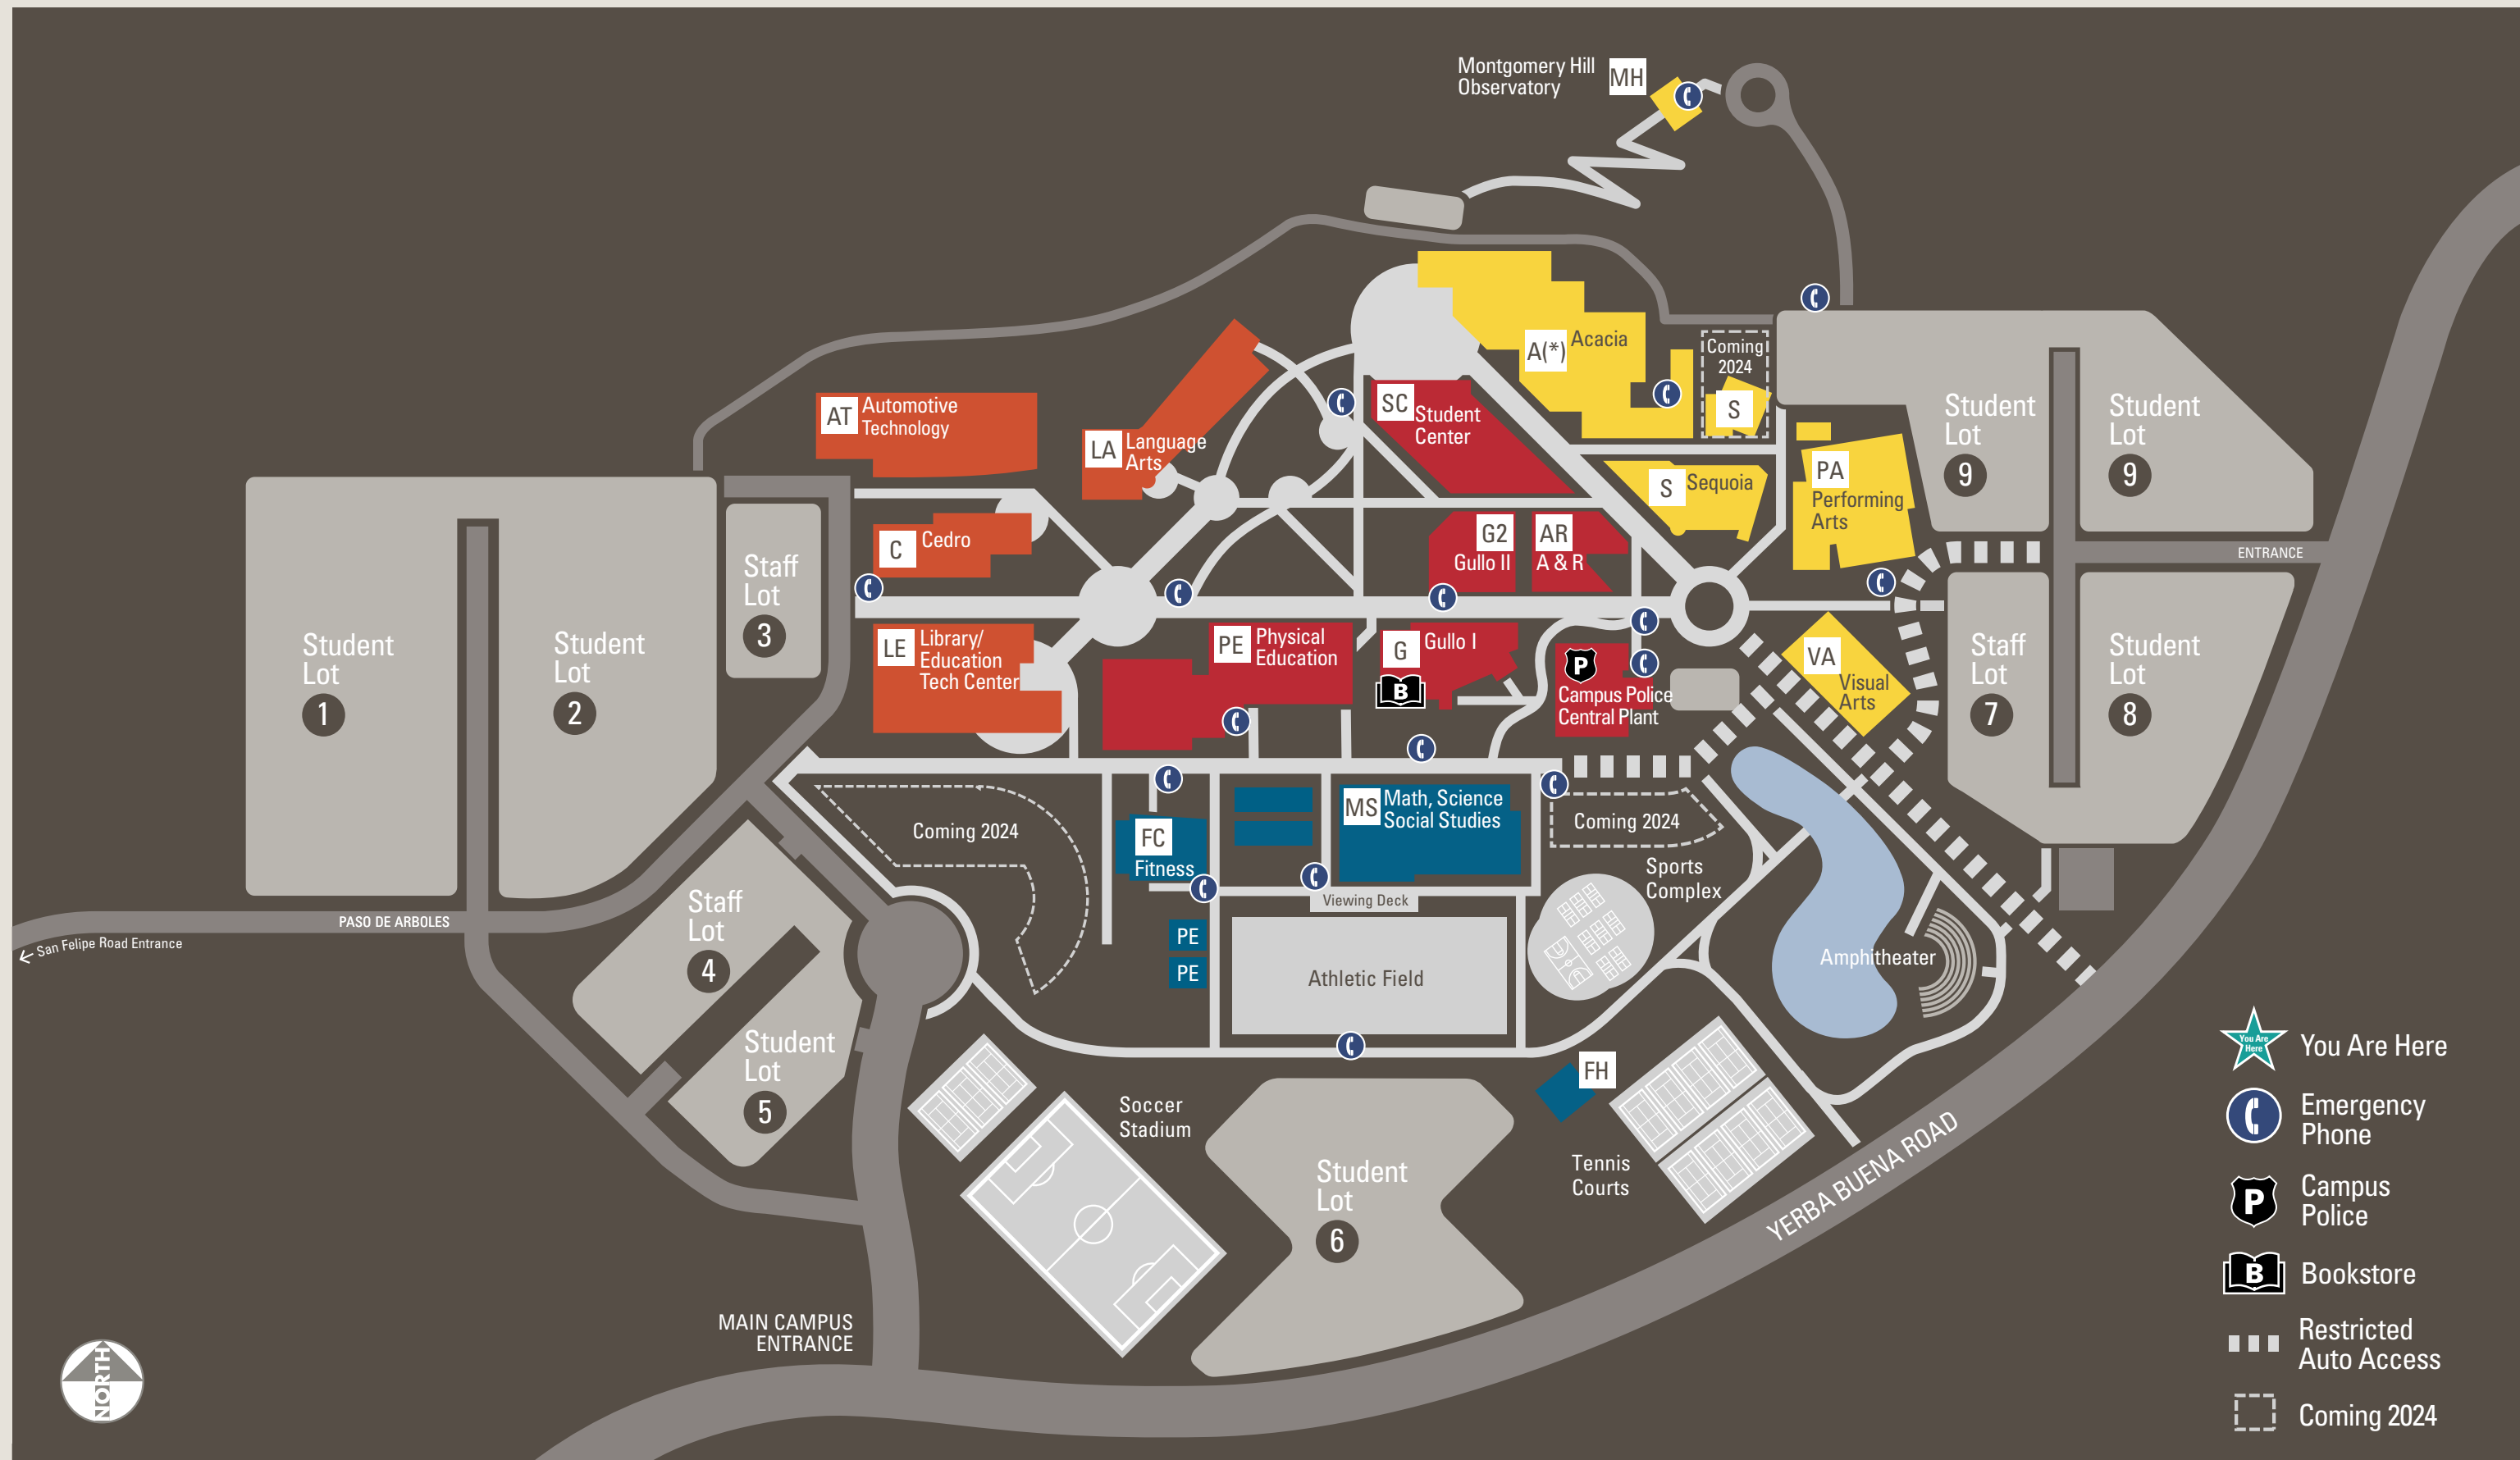 Montgomery Hill
Observatory
MH
A(*)
Acacia
Coming
2024
S
AT
Automotive
Technology
LA
Language
Arts
SC
Student
Center
S
Sequoia
PA
Performing
Arts
Student
Lot
9
Student
Lot
9
C
Cedro
G2
Gullo II
AR
A & R
ENTRANCE
Staff
Lot
3
Student
Lot
1
Student
Lot
2
LE
Library/
Education
Tech Center
PE
Physical
Education
G
Gullo I
B
P
Campus Police
Central Plant
VA
Visual
Arts
Staff
Lot
7
Student
Lot
8
Coming 2024
FC
Fitness
MS
Math, Science
Social Studies
Coming 2024
Sports
Complex
Viewing Deck
PE
PE
Athletic Field
Amphitheater
Staff
Lot
4
PASO DE ARBOLES
← San Felipe Road Entrance
Student
Lot
5
Soccer
Stadium
FH
Tennis
Courts
Student
Lot
6
YERBA BUENA ROAD
MAIN CAMPUS
ENTRANCE
NORTH
You Are
Here
You Are Here
Emergency
Phone
P
Campus
Police
B
Bookstore
Restricted
Auto Access
Coming 2024